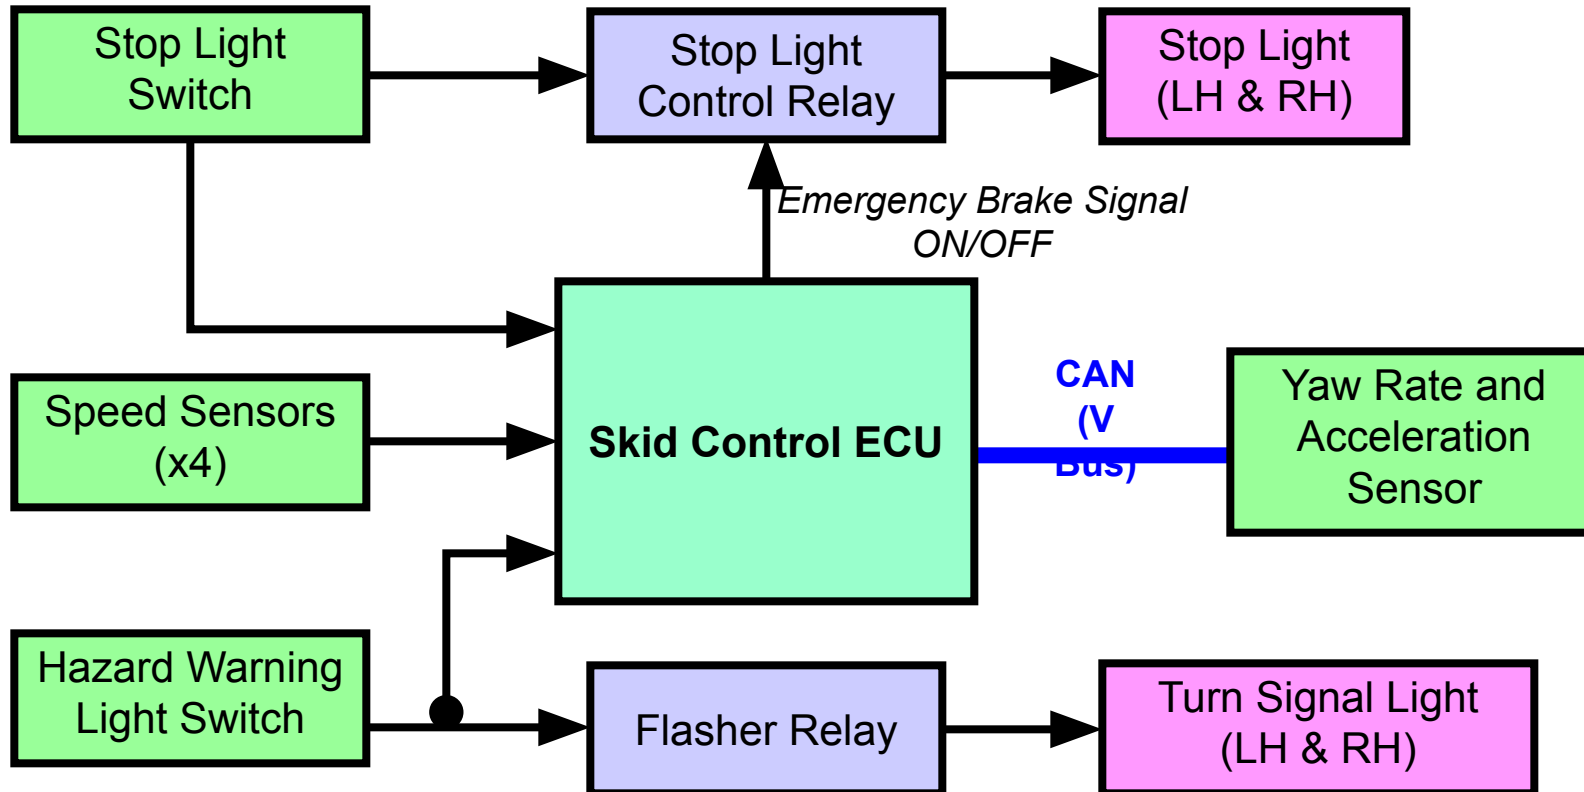 Stop Light
Switch
Stop Light
Control Relay
Stop Light
(LH & RH)
Emergency Brake Signal
ON/OFF
Speed Sensors
(x4)
Skid Control ECU
CAN
(V
Bus)
Yaw Rate and
Acceleration
Sensor
Hazard Warning
Light Switch
Flasher Relay
Turn Signal Light
(LH & RH)